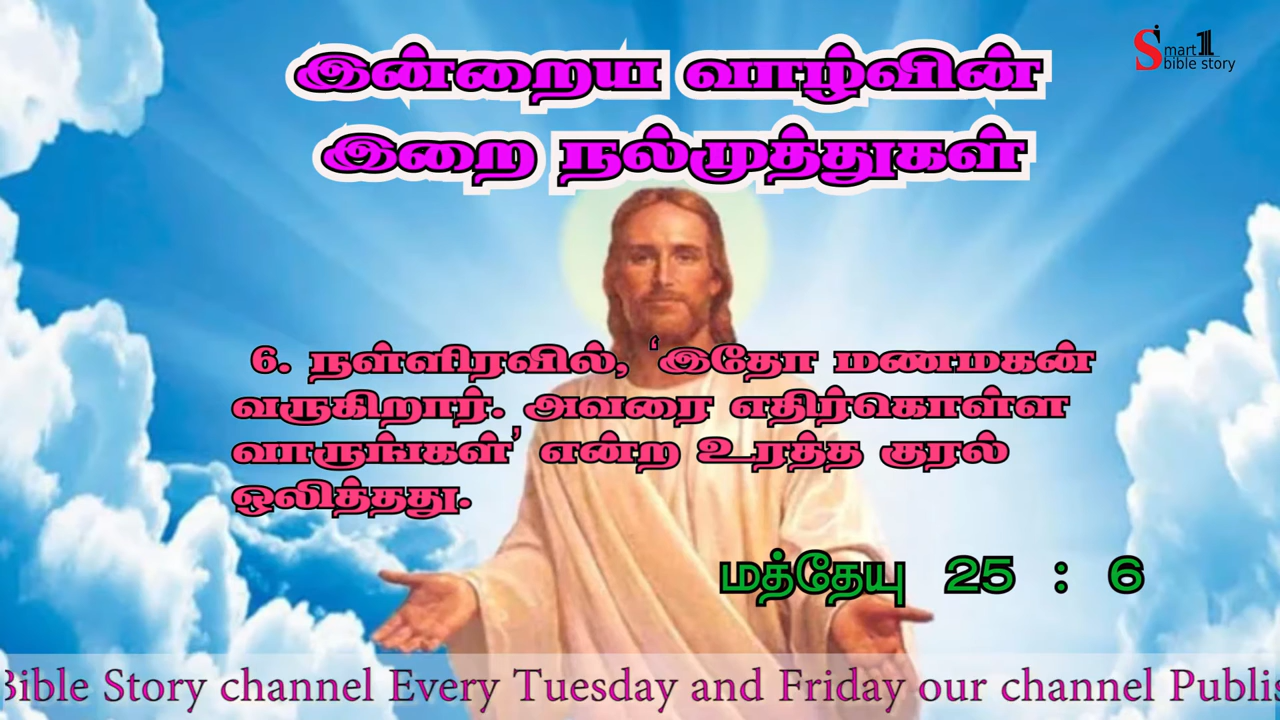 இன்றைய வாழ்வின்
இறை நல்முத்துகள்
Smart1
bible story
6. நள்ளிரவில், ‘இதோ மணமகன்
வருகிறார். அவரை எதிர்கொள்ள
வாருங்கள்’ என்ற உரத்த குரல்
ஒலித்தது.
மத்தேயு 25 : 6
Bible Story channel Every Tuesday and Friday our channel Publis